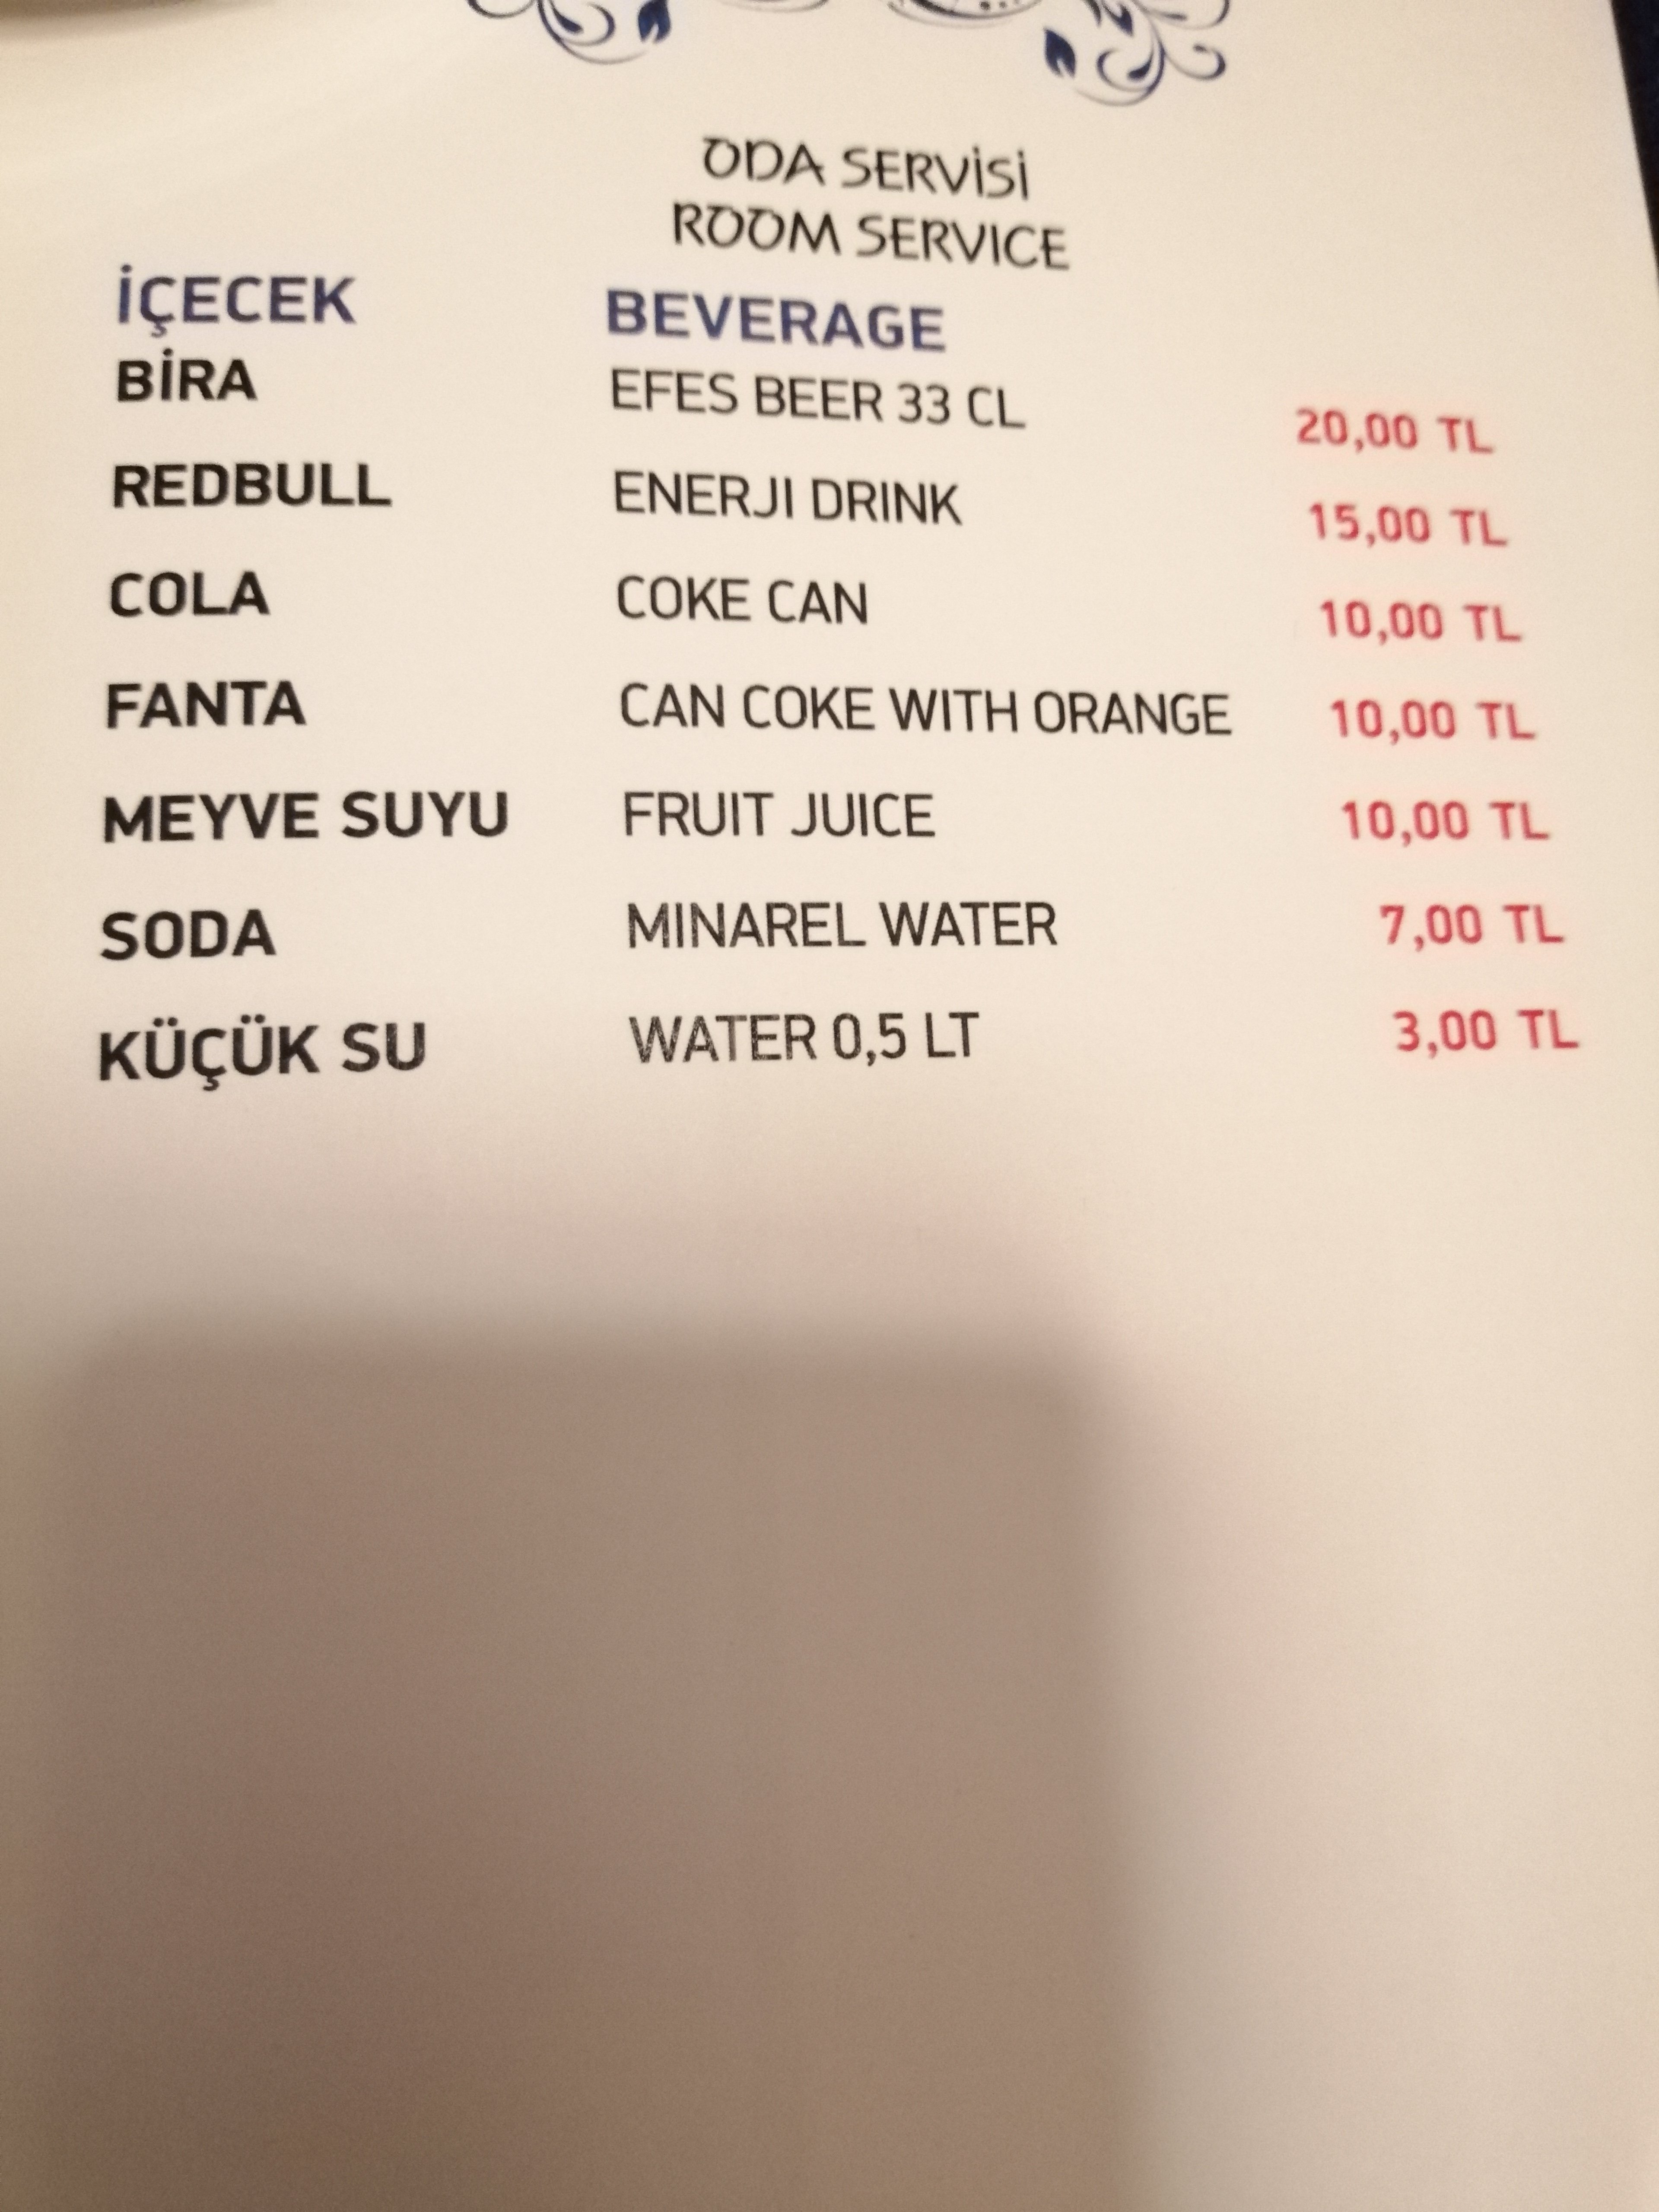 ODA SERVİSİ
ROOM SERVICE
İÇECEK BEVERAGE
BİRA EFES BEER 33 CL 20,00 TL
REDBULL ENERJI DRINK 15,00 TL
COLA COKE CAN 10,00 TL
FANTA CAN COKE WITH ORANGE 10,00 TL
MEYVE SUYU FRUIT JUICE 10,00 TL
SODA MINAREL WATER 7,00 TL
KÜÇÜK SU WATER 0,5 LT 3,00 TL